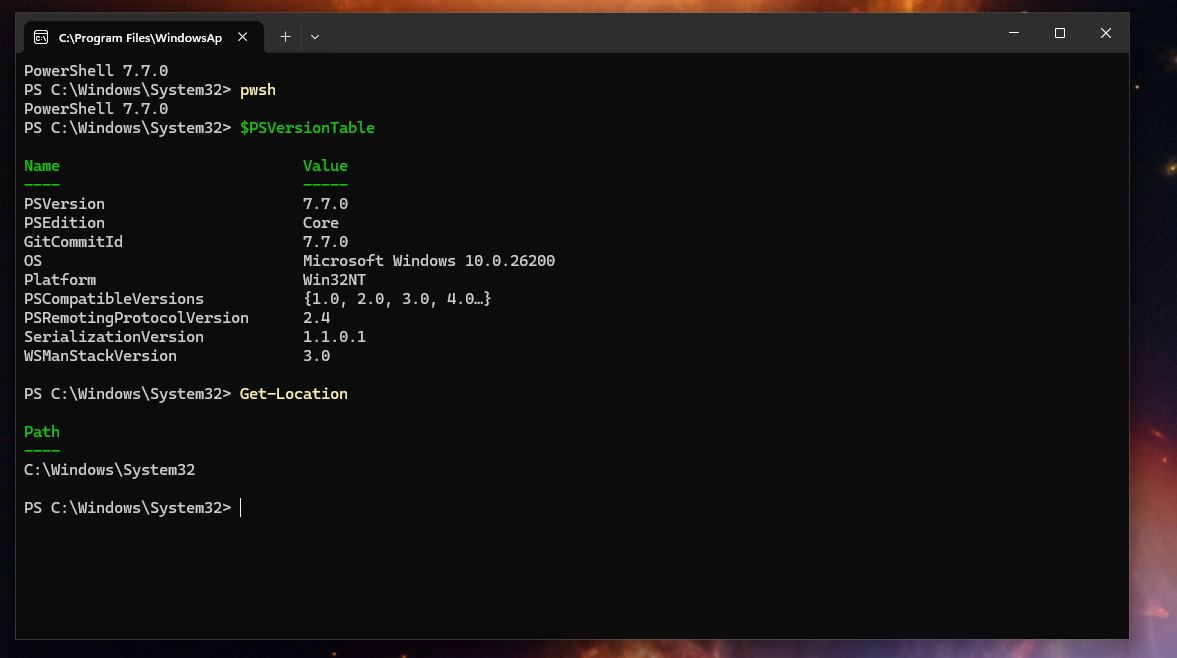 C:\Program Files\WindowsAp
PowerShell 7.7.0
PS C:\Windows\System32> pwsh
PowerShell 7.7.0
PS C:\Windows\System32> $PSVersionTable
Name                           Value
----                           -----
PSVersion                      7.7.0
PSEdition                      Core
GitCommitId                    7.7.0
OS                             Microsoft Windows 10.0.26200
Platform                       Win32NT
PSCompatibleVersions           {1.0, 2.0, 3.0, 4.0…}
PSRemotingProtocolVersion      2.4
SerializationVersion           1.1.0.1
WSManStackVersion              3.0
PS C:\Windows\System32> Get-Location
Path
----
C:\Windows\System32
PS C:\Windows\System32>